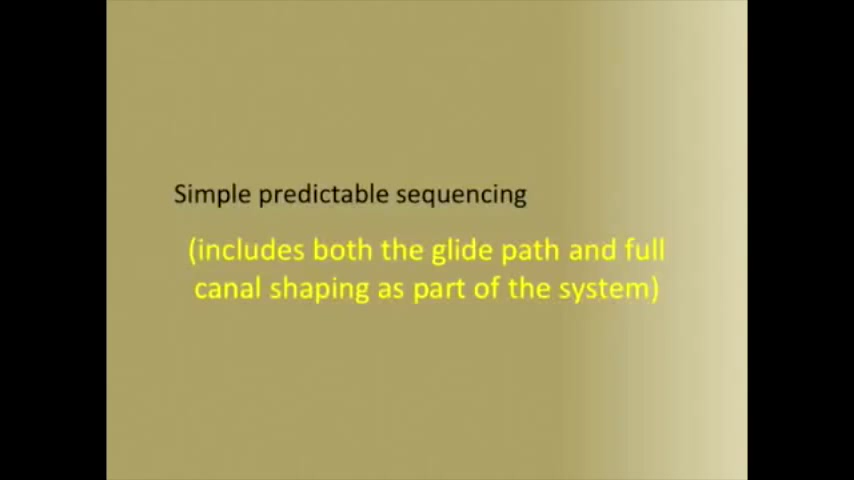 Simple predictable sequencing
(includes both the glide path and full
canal shaping as part of the system)